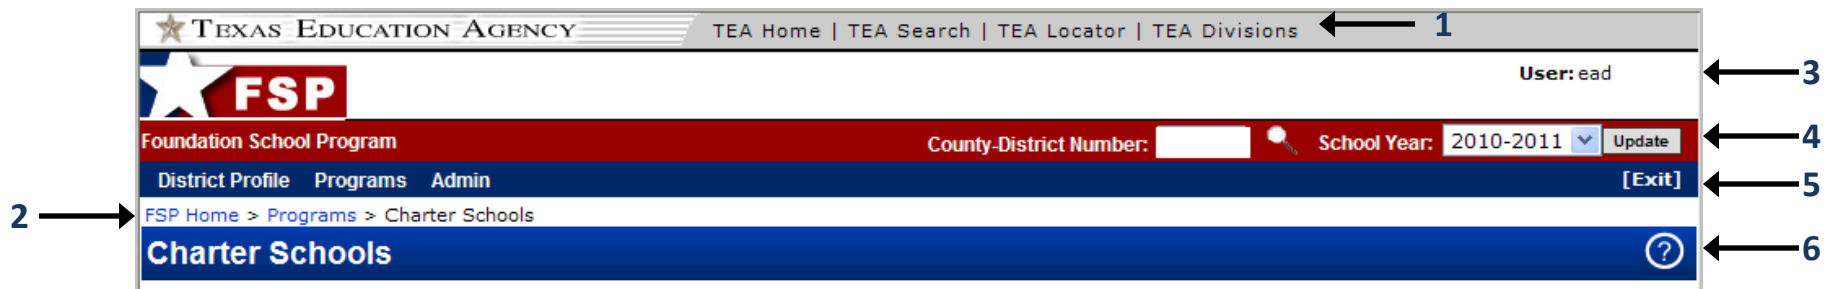 TEXAS EDUCATION AGENCY TEA Home | TEA Search | TEA Locator | TEA Divisions 1
FSP User: ead 3
Foundation School Program County-District Number: School Year: 2010-2011 Update 4
District Profile Programs Admin [Exit] 5
2 FSP Home > Programs > Charter Schools
Charter Schools ? 6